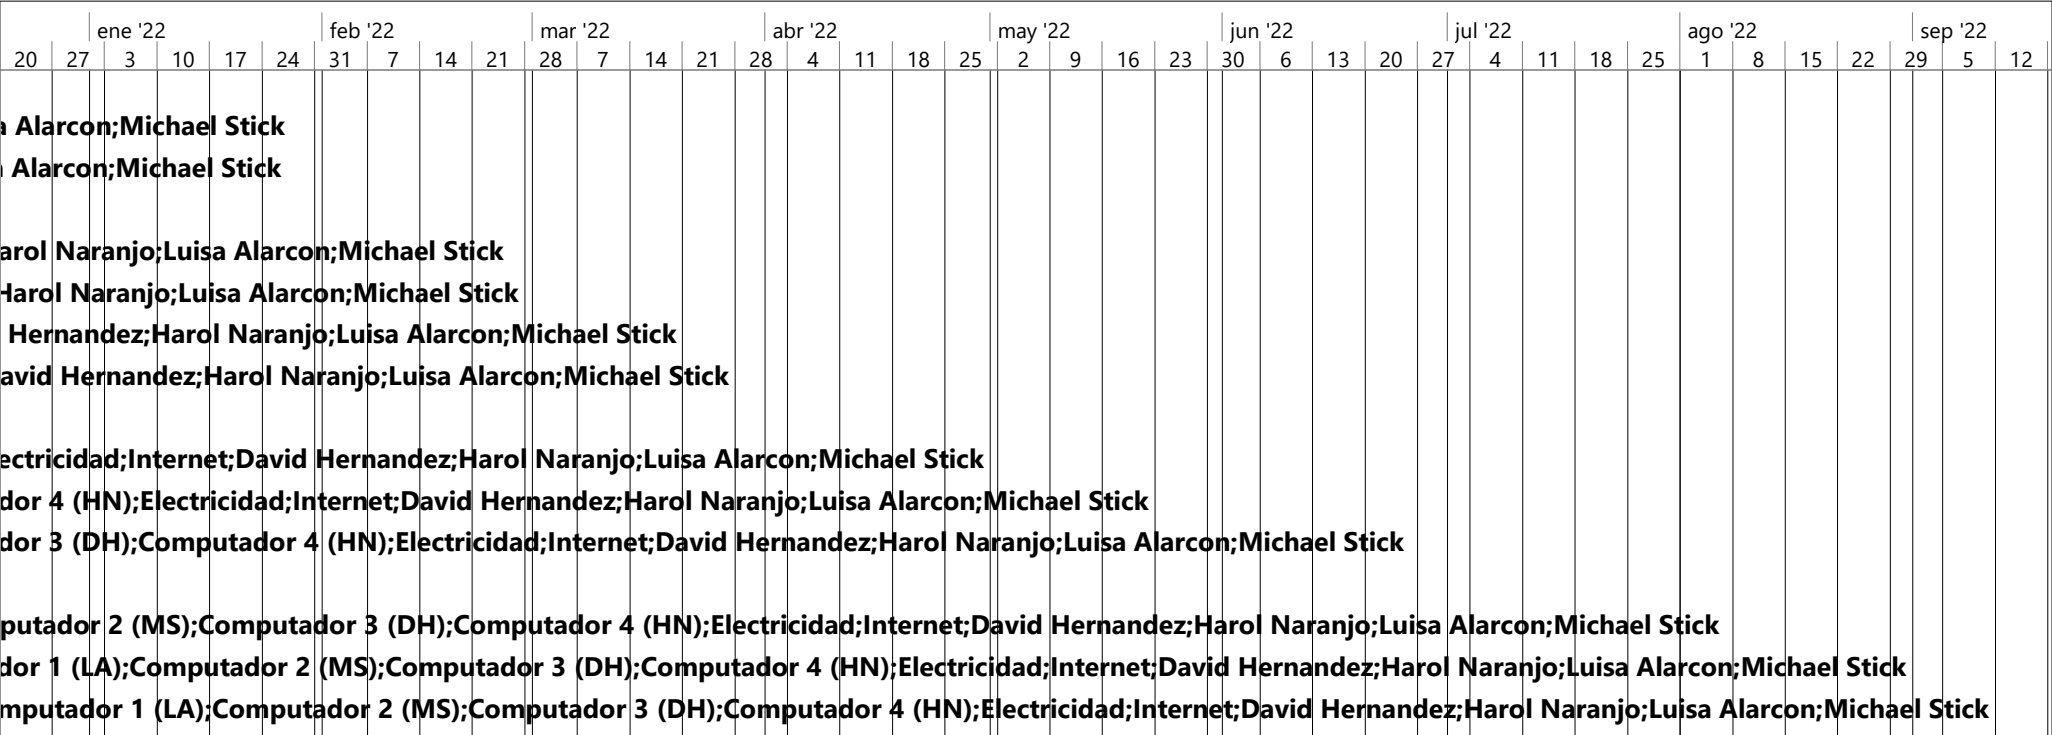 ene '22 feb '22 mar '22 abr '22 may '22 jun '22 jul '22 ago '22 sep '22
20 27 3 10 17 24 31 7 14 21 28 7 14 21 28 4 11 18 25 2 9 16 23 30 6 13 20 27 4 11 18 25 1 8 15 22 29 5 12
Alarcon;Michael Stick
Alarcon;Michael Stick
arol Naranjo;Luisa Alarcon;Michael Stick
Harol Naranjo;Luisa Alarcon;Michael Stick
Hernandez;Harol Naranjo;Luisa Alarcon;Michael Stick
avid Hernandez;Harol Naranjo;Luisa Alarcon;Michael Stick
ectricidad;Internet;David Hernandez;Harol Naranjo;Luisa Alarcon;Michael Stick
dor 4 (HN);Electricidad;Internet;David Hernandez;Harol Naranjo;Luisa Alarcon;Michael Stick
dor 3 (DH);Computador 4 (HN);Electricidad;Internet;David Hernandez;Harol Naranjo;Luisa Alarcon;Michael Stick
putador 2 (MS);Computador 3 (DH);Computador 4 (HN);Electricidad;Internet;David Hernandez;Harol Naranjo;Luisa Alarcon;Michael Stick
dor 1 (LA);Computador 2 (MS);Computador 3 (DH);Computador 4 (HN);Electricidad;Internet;David Hernandez;Harol Naranjo;Luisa Alarcon;Michael Stick
mputador 1 (LA);Computador 2 (MS);Computador 3 (DH);Computador 4 (HN);Electricidad;Internet;David Hernandez;Harol Naranjo;Luisa Alarcon;Michael Stick